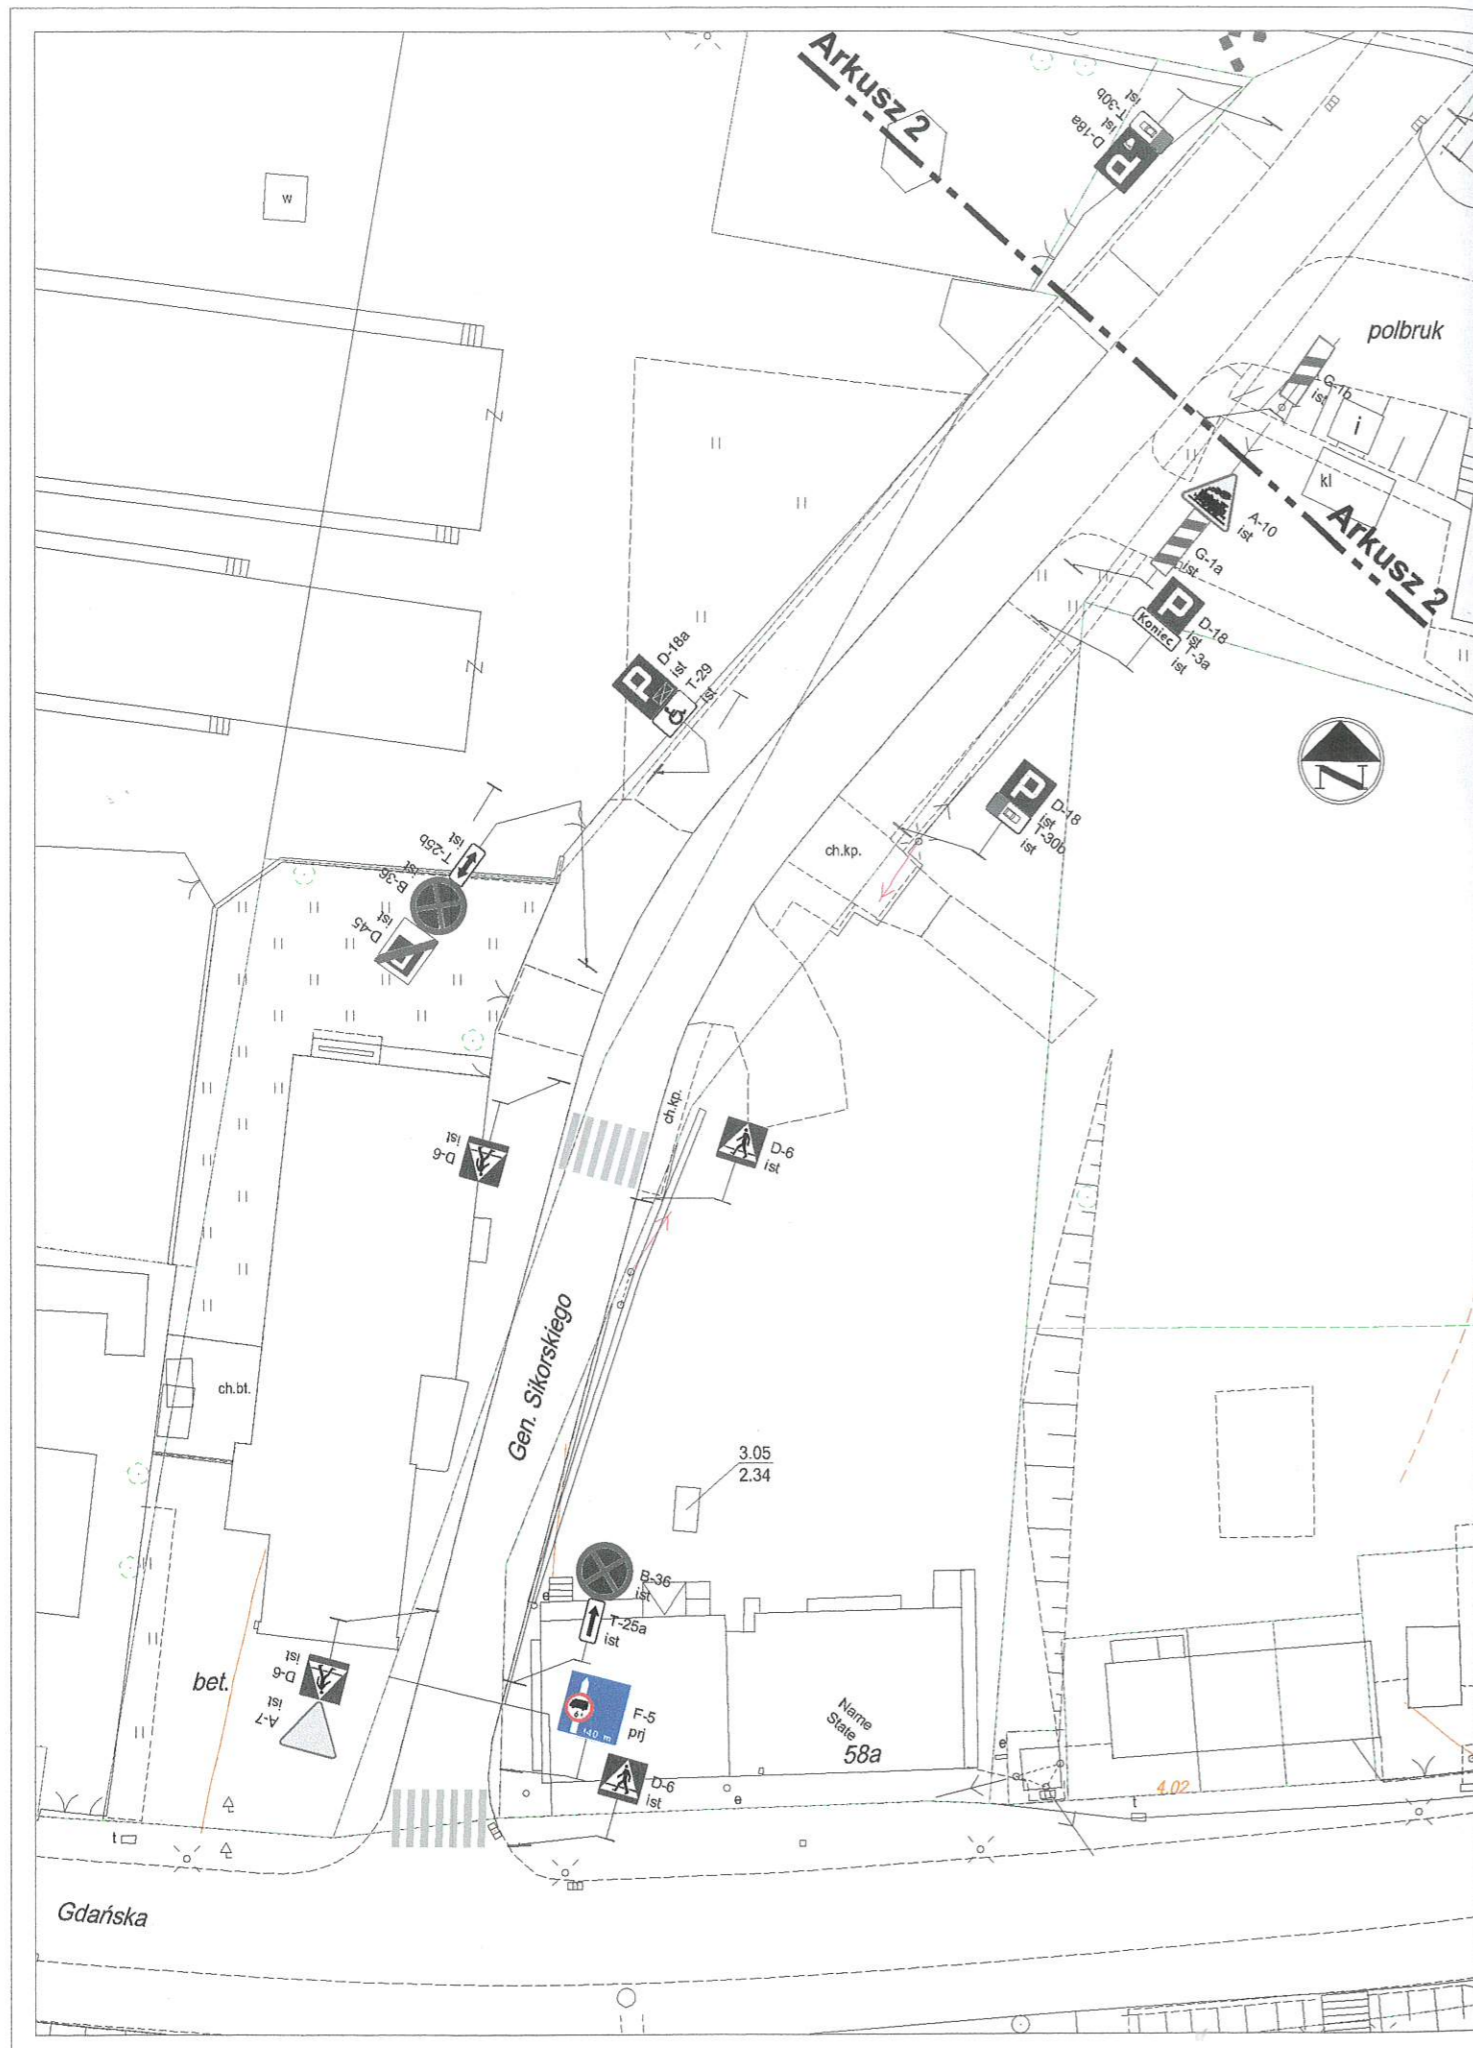 Arkusz 2
D-18a
ist
T-30b
ist
w
polbruk
G-1b
ist
i
kl
A-10
ist
G-1a
ist
Arkusz 2
D-18
ist
T-3a
ist
Koniec
P
D-18a
ist
T-29
ist
P
N
P
D-18
ist
T-30b
ist
ch.kp.
T-25b
ist
B-36
ist
D-45
ist
ch.kp.
D-6
ist
D-6
ist
Gen. Sikorskiego
ch.bt.
3.05
2.34
B-36
ist
e
T-25a
ist
bet.
D-6
ist
A-7
ist
F-5
prj
140 m
D-6
ist
Name
State
58a
e
e
4.02
t
t
Gdańska